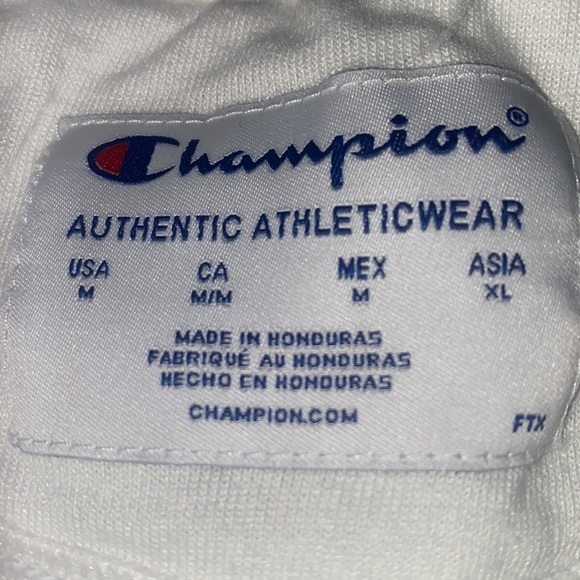 Champion®
AUTHENTIC ATHLETICWEAR
USA CA MEX ASIA
M M/M M XL
MADE IN HONDURAS
FABRIQUÉ AU HONDURAS
HECHO EN HONDURAS
CHAMPION.COM
FTX